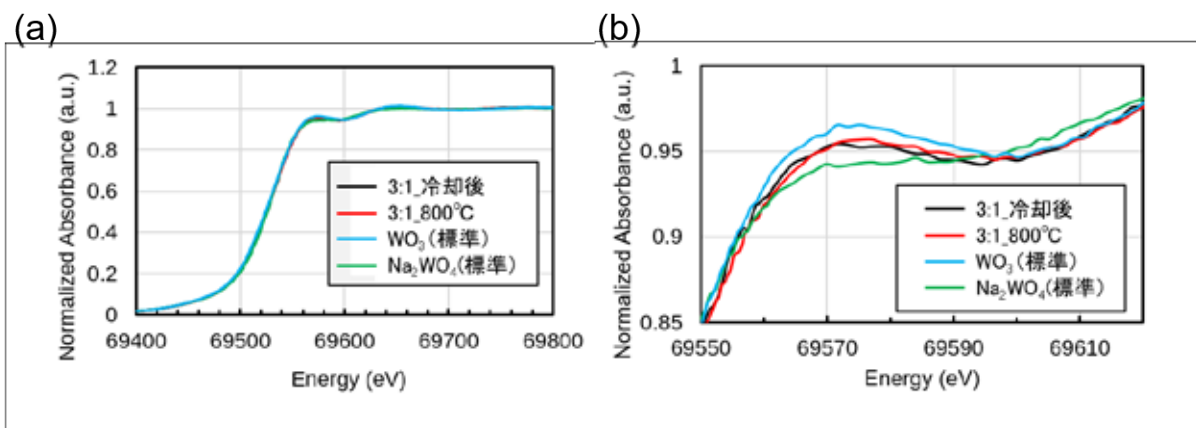 (a)
(b)
Normalized Absorbance (a.u.)
1.2
1
0.8
0.6
0.4
0.2
0
3:1_冷却後
3:1_800℃
WO₃(標準)
Na₂WO₄(標準)
69400 69500 69600 69700 69800
Energy (eV)
Normalized Absorbance (a.u.)
1
0.95
0.9
0.85
3:1_冷却後
3:1_800℃
WO₃(標準)
Na₂WO₄(標準)
69550 69570 69590 69610
Energy (eV)